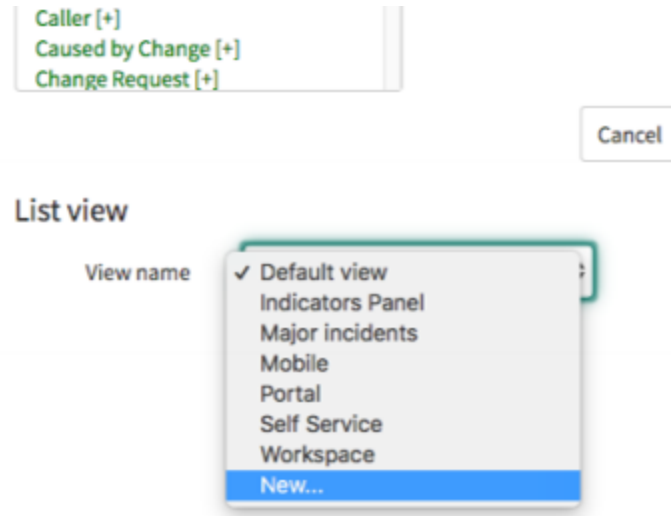 Caller [+]
Caused by Change [+]
Change Request [+]
Cancel
List view
View name
✓ Default view
Indicators Panel
Major incidents
Mobile
Portal
Self Service
Workspace
New...